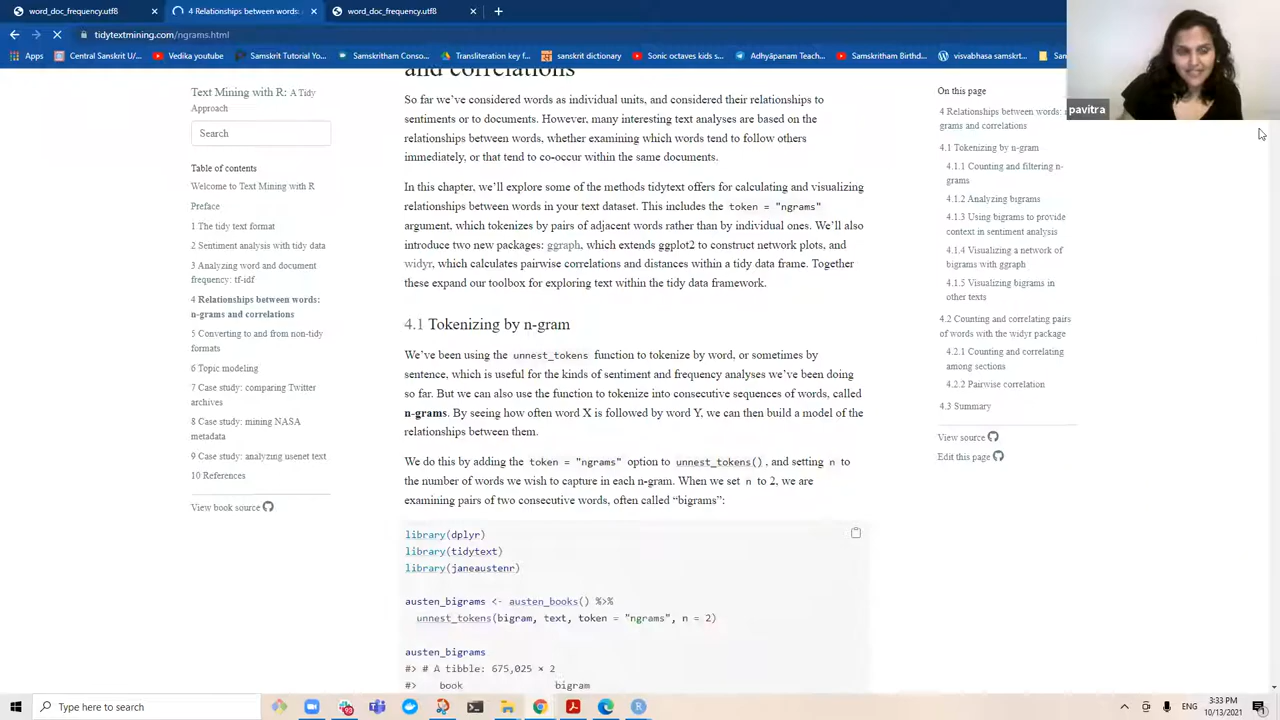 word_doc_frequency.utf8
4 Relationships between words:
word_doc_frequency.utf8
tidytextmining.com/ngrams.html
Apps
Central Sanskrit U/...
Vedika youtube
Samskrit Tutorial Yo...
Samskritham Conso...
Transliteration key f...
sanskrit dictionary
Sonic octaves kids s...
Adhyāpanam Teach...
Samskritham Birthd...
visvabhasa samskrt...
San
pavitra
Text Mining with R: A Tidy
Approach
Search
Table of contents
Welcome to Text Mining with R
Preface
1 The tidy text format
2 Sentiment analysis with tidy data
3 Analyzing word and document
frequency: tf-idf
4 Relationships between words:
n-grams and correlations
5 Converting to and from non-tidy
formats
6 Topic modeling
7 Case study: comparing Twitter
archives
8 Case study: mining NASA
metadata
9 Case study: analyzing usenet text
10 References
View book source
and correlations
So far we've considered words as individual units, and considered their relationships to
sentiments or to documents. However, many interesting text analyses are based on the
relationships between words, whether examining which words tend to follow others
immediately, or that tend to co-occur within the same documents.
In this chapter, we'll explore some of the methods tidytext offers for calculating and visualizing
relationships between words in your text dataset. This includes the token = "ngrams"
argument, which tokenizes by pairs of adjacent words rather than by individual ones. We'll also
introduce two new packages: ggraph, which extends ggplot2 to construct network plots, and
widyr, which calculates pairwise correlations and distances within a tidy data frame. Together
these expand our toolbox for exploring text within the tidy data framework.
4.1 Tokenizing by n-gram
We've been using the unnest_tokens function to tokenize by word, or sometimes by
sentence, which is useful for the kinds of sentiment and frequency analyses we've been doing
so far. But we can also use the function to tokenize into consecutive sequences of words, called
n-grams. By seeing how often word X is followed by word Y, we can then build a model of the
relationships between them.
We do this by adding the token = "ngrams" option to unnest_tokens(), and setting n to
the number of words we wish to capture in each n-gram. When we set n to 2, we are
examining pairs of two consecutive words, often called “bigrams”:
library(dplyr)
library(tidytext)
library(janeaustenr)
austen_bigrams <- austen_books() %>%
unnest_tokens(bigram, text, token = "ngrams", n = 2)
austen_bigrams
#> # A tibble: 675,025 × 2
#> book bigram
On this page
4 Relationships between words:
grams and correlations
4.1 Tokenizing by n-gram
4.1.1 Counting and filtering n-
grams
4.1.2 Analyzing bigrams
4.1.3 Using bigrams to provide
context in sentiment analysis
4.1.4 Visualizing a network of
bigrams with ggraph
4.1.5 Visualizing bigrams in
other texts
4.2 Counting and correlating pairs
of words with the widyr package
4.2.1 Counting and correlating
among sections
4.2.2 Pairwise correlation
4.3 Summary
View source
Edit this page
Type here to search
ENG
3:33 PM
10/13/2021